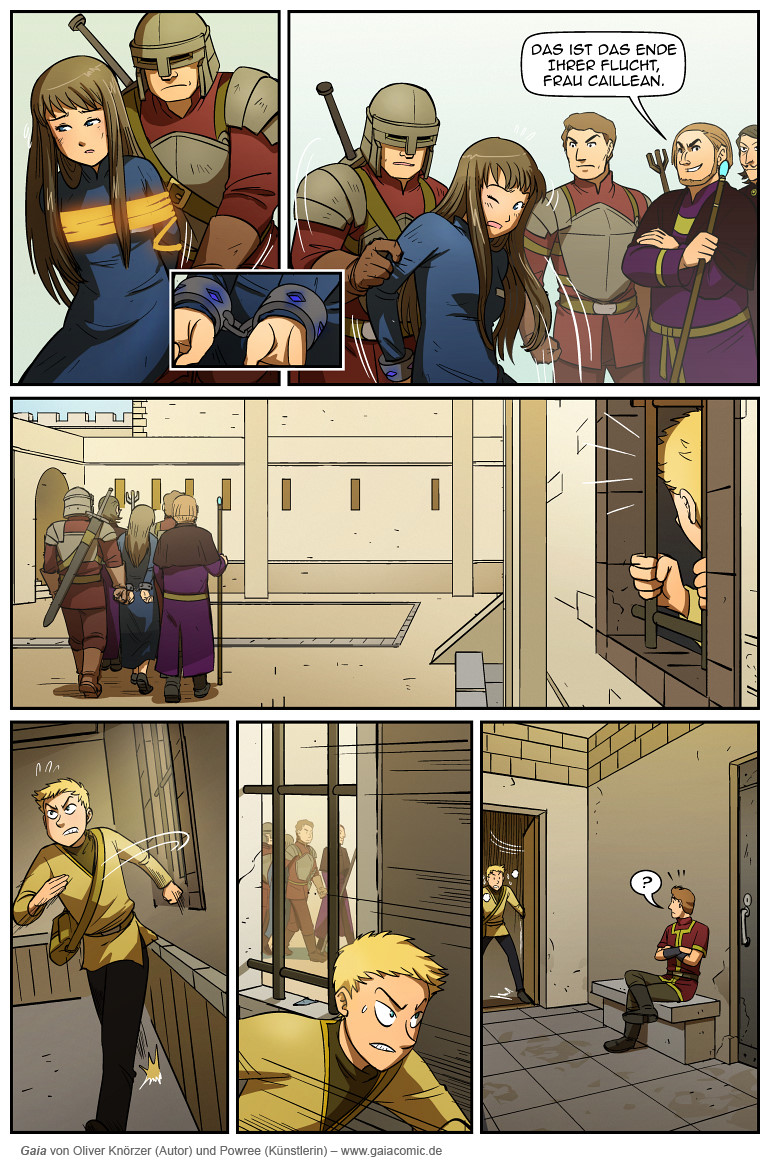 DAS IST DAS ENDE
IHRER FLUCHT,
FRAU CAILLEAN.
?
Gaia von Oliver Knörzer (Autor) und Powree (Künstlerin) – www.gaiacomic.de